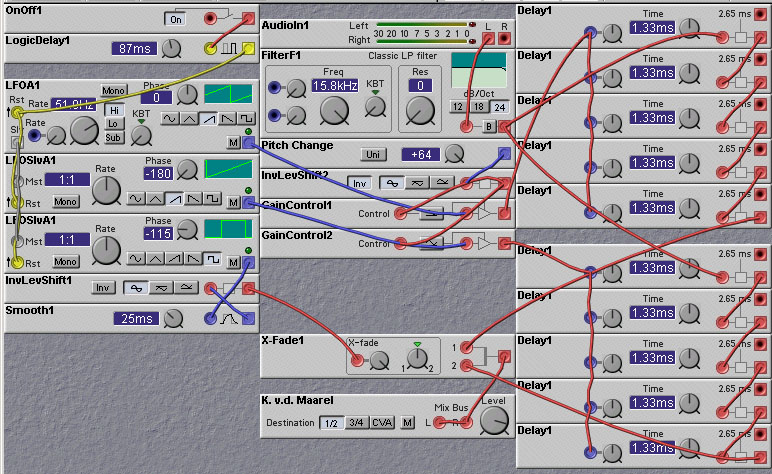 OnOff1
On
LogicDelay1
87ms
LFOA1
Mono
Phase
Rst
Rate
51.9Hz
0
Hi
Rate
Lo
KBT
Sub
M
LFOSlvA1
Phase
-180
Mst
1:1
Rate
Rst
Mono
M
LFOSlvA1
Phase
-115
Mst
1:1
Rate
Rst
Mono
M
InvLevShift1
Inv
Smooth1
25ms
AudioIn1
Left
L R
30 25 20 15 12 9 6 3 0
Right
FilterF1
Classic LP filter
Freq
Res
15.8kHz
KBT
0
dB/Oct
12 18 24
B
Pitch Change
Uni
+64
InvLevShift2
Inv
GainControl1
Control
GainControl2
Control
X-Fade1
X-fade
1
2
1 2
K. v.d. Maarel
Level
Mix Bus
Destination
1/2
3/4
CVA
M
L
R
Delay1
Time
2.65 ms
1.33ms
Delay1
Time
2.65 ms
1.33ms
Delay1
Time
2.65 ms
1.33ms
Delay1
Time
2.65 ms
1.33ms
Delay1
Time
2.65 ms
1.33ms
Delay1
Time
2.65 ms
1.33ms
Delay1
Time
2.65 ms
1.33ms
Delay1
Time
2.65 ms
1.33ms
Delay1
Time
2.65 ms
1.33ms
Delay1
Time
2.65 ms
1.33ms